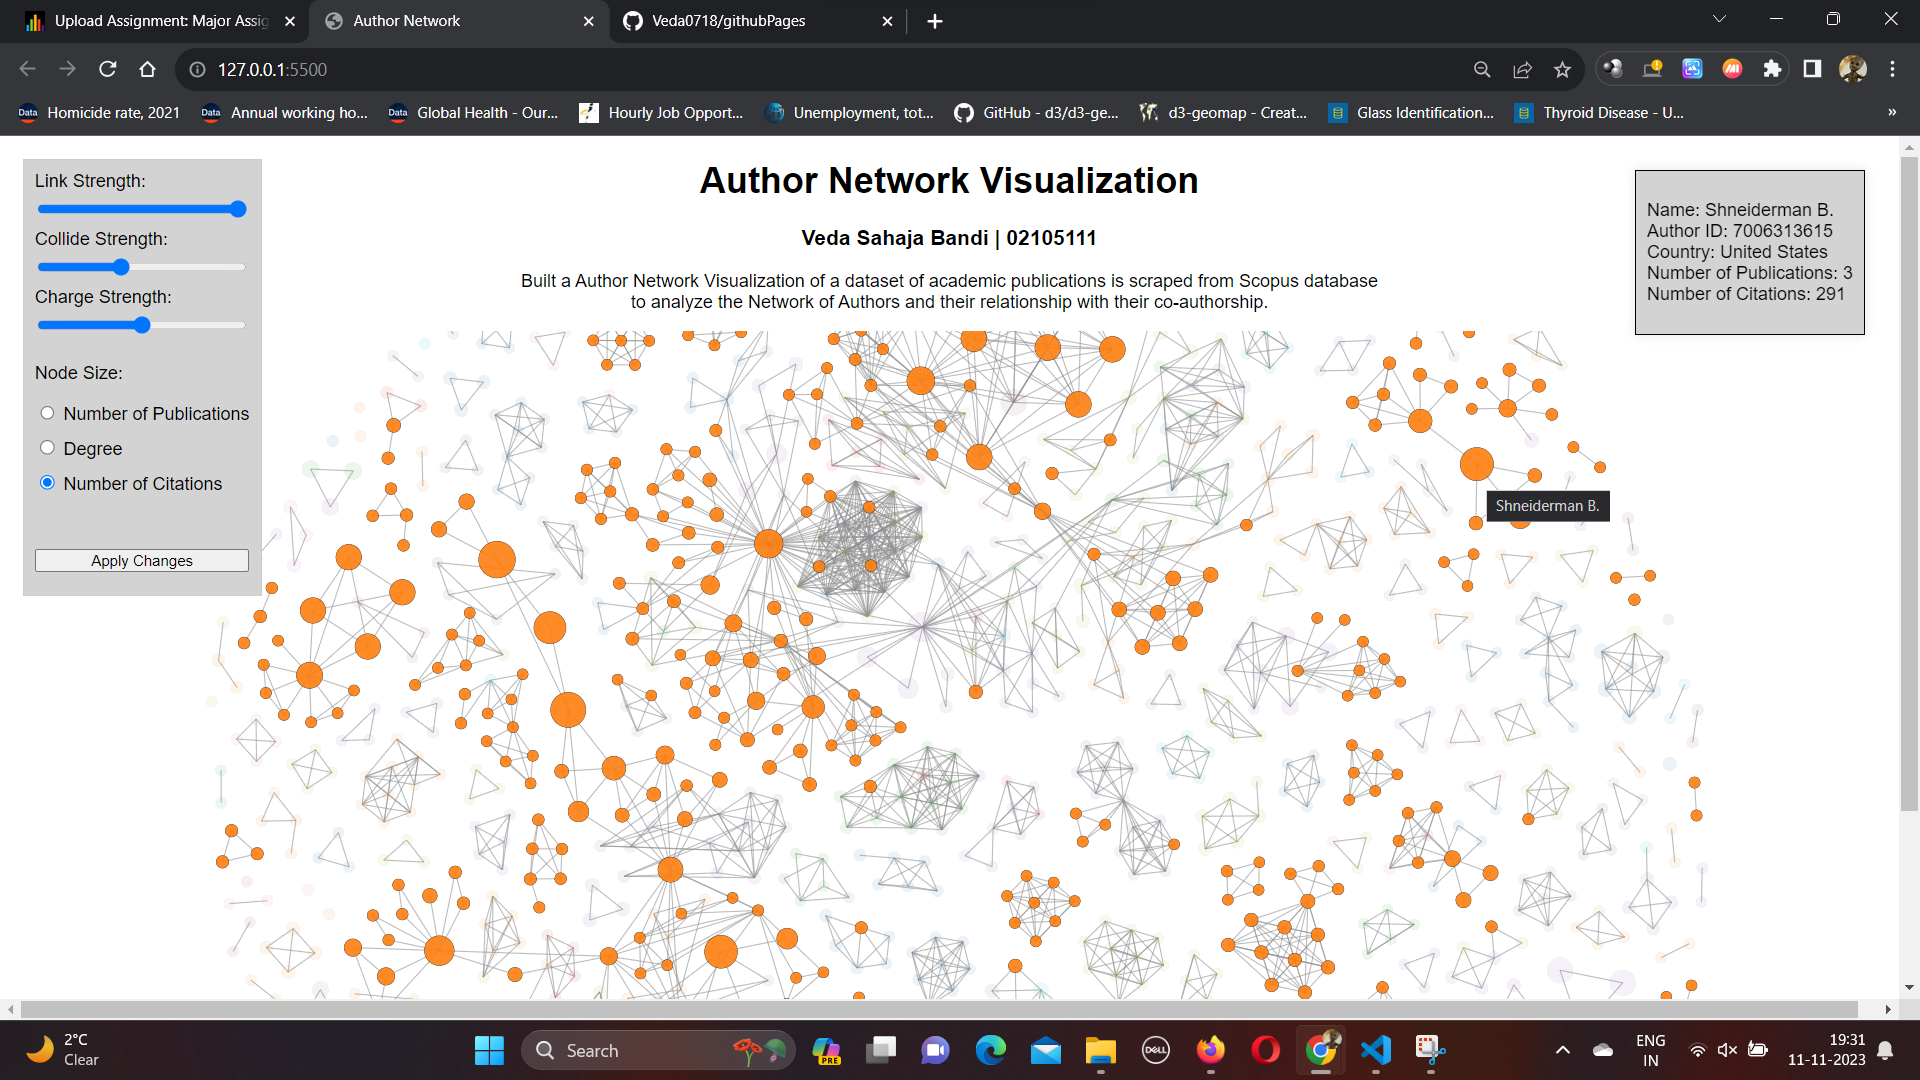 Upload Assignment: Major Assig
Author Network
Veda0718/githubPages
127.0.0.1:5500
Data
Homicide rate, 2021
Data
Annual working ho...
Data
Global Health - Our...
Hourly Job Opport...
Unemployment, tot...
GitHub - d3/d3-ge...
d3-geomap - Creat...
Glass Identification...
Thyroid Disease - U...
»
Link Strength:
Collide Strength:
Charge Strength:
Node Size:
Number of Publications
Degree
Number of Citations
Apply Changes
Author Network Visualization
Veda Sahaja Bandi | 02105111
Built a Author Network Visualization of a dataset of academic publications is scraped from Scopus database
to analyze the Network of Authors and their relationship with their co-authorship.
Name: Shneiderman B.
Author ID: 7006313615
Country: United States
Number of Publications: 3
Number of Citations: 291
Shneiderman B.
2°C
Clear
Search
PRE
DELL
ENG
IN
19:31
11-11-2023